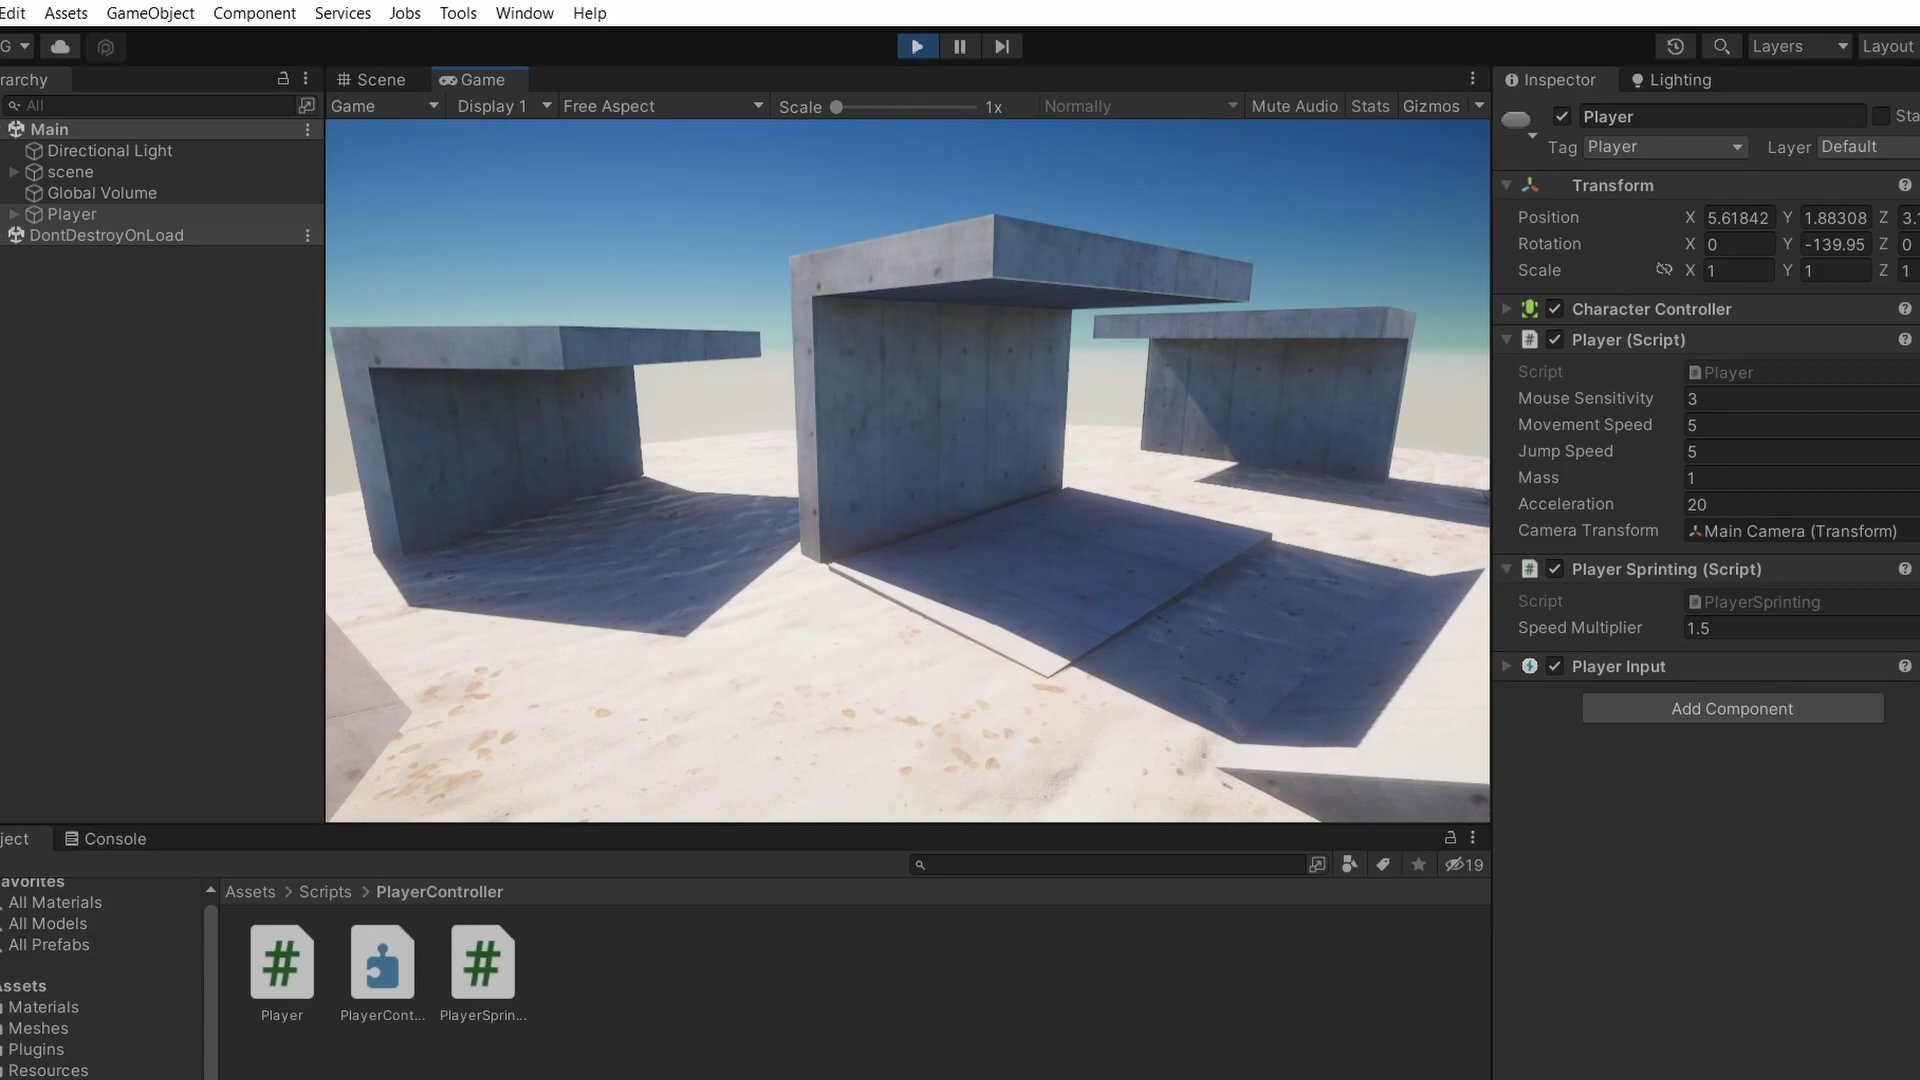 Edit Assets GameObject Component Services Jobs Tools Window Help
G Layers Layout
rarchy
All
Main
Directional Light
scene
Global Volume
Player
DontDestroyOnLoad
Scene Game
Game Display 1 Free Aspect Scale 1x Normally Mute Audio Stats Gizmos
Inspector Lighting
Player Sta
Tag Player Layer Default
Transform
Position X 5.61842 Y 1.88308 Z 3.
Rotation X 0 Y -139.95 Z 0
Scale X 1 Y 1 Z 1
Character Controller
Player (Script)
Script Player
Mouse Sensitivity 3
Movement Speed 5
Jump Speed 5
Mass 1
Acceleration 20
Camera Transform Main Camera (Transform)
Player Sprinting (Script)
Script PlayerSprinting
Speed Multiplier 1.5
Player Input
Add Component
ject Console
19
avorites
All Materials
All Models
All Prefabs
Assets
Materials
Meshes
Plugins
Resources
Assets > Scripts > PlayerController
Player PlayerCont... PlayerSprin...